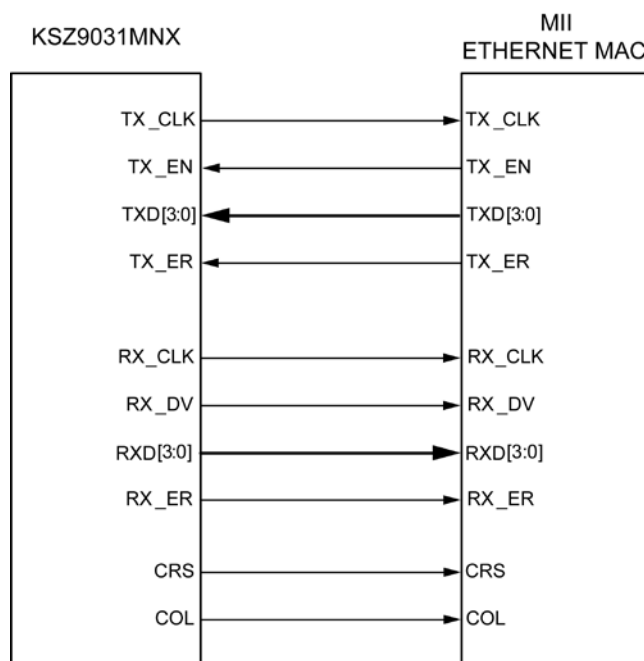 KSZ9031MNX
MII
ETHERNET MAC
TX_CLK TX_CLK
TX_EN TX_EN
TXD[3:0] TXD[3:0]
TX_ER TX_ER
RX_CLK RX_CLK
RX_DV RX_DV
RXD[3:0] RXD[3:0]
RX_ER RX_ER
CRS CRS
COL COL